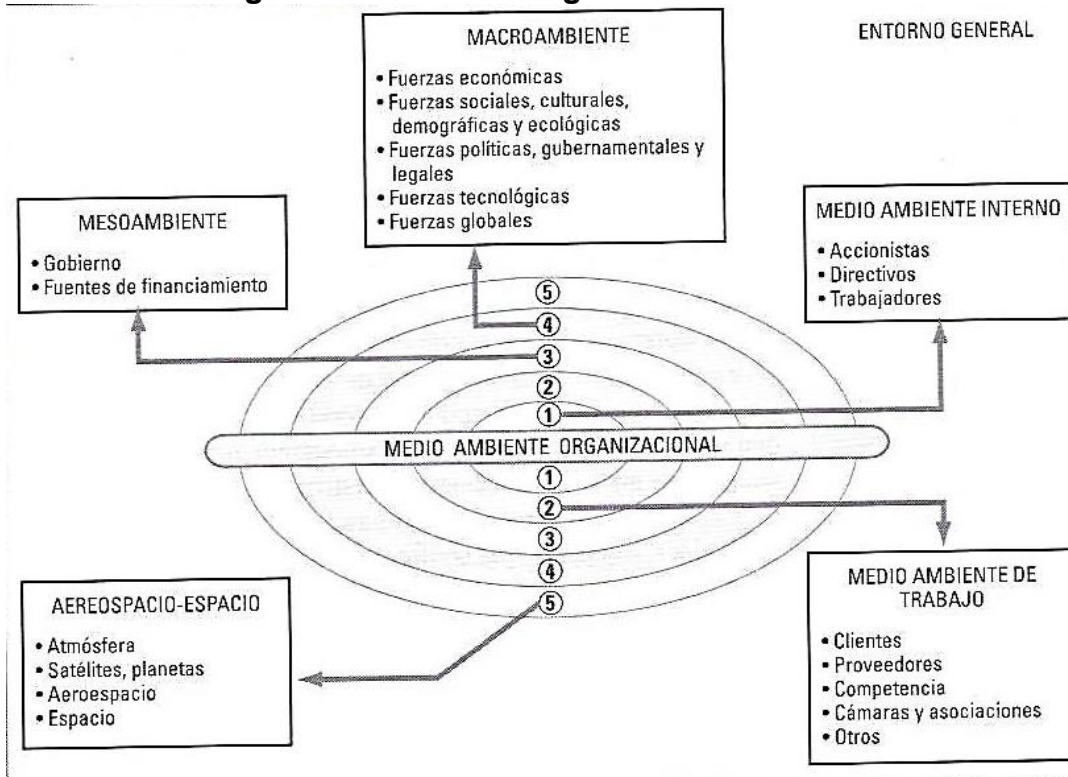 MACROAMBIENTE
• Fuerzas económicas
• Fuerzas sociales, culturales,
demográficas y ecológicas
• Fuerzas políticas, gubernamentales y
legales
• Fuerzas tecnológicas
• Fuerzas globales
ENTORNO GENERAL
MESOAMBIENTE
• Gobierno
• Fuentes de financiamiento
MEDIO AMBIENTE INTERNO
• Accionistas
• Directivos
• Trabajadores
5
4
3
2
1
MEDIO AMBIENTE ORGANIZACIONAL
1
2
3
4
5
AEREOSPACIO-ESPACIO
• Atmósfera
• Satélites, planetas
• Aeroespacio
• Espacio
MEDIO AMBIENTE DE
TRABAJO
• Clientes
• Proveedores
• Competencia
• Cámaras y asociaciones
• Otros